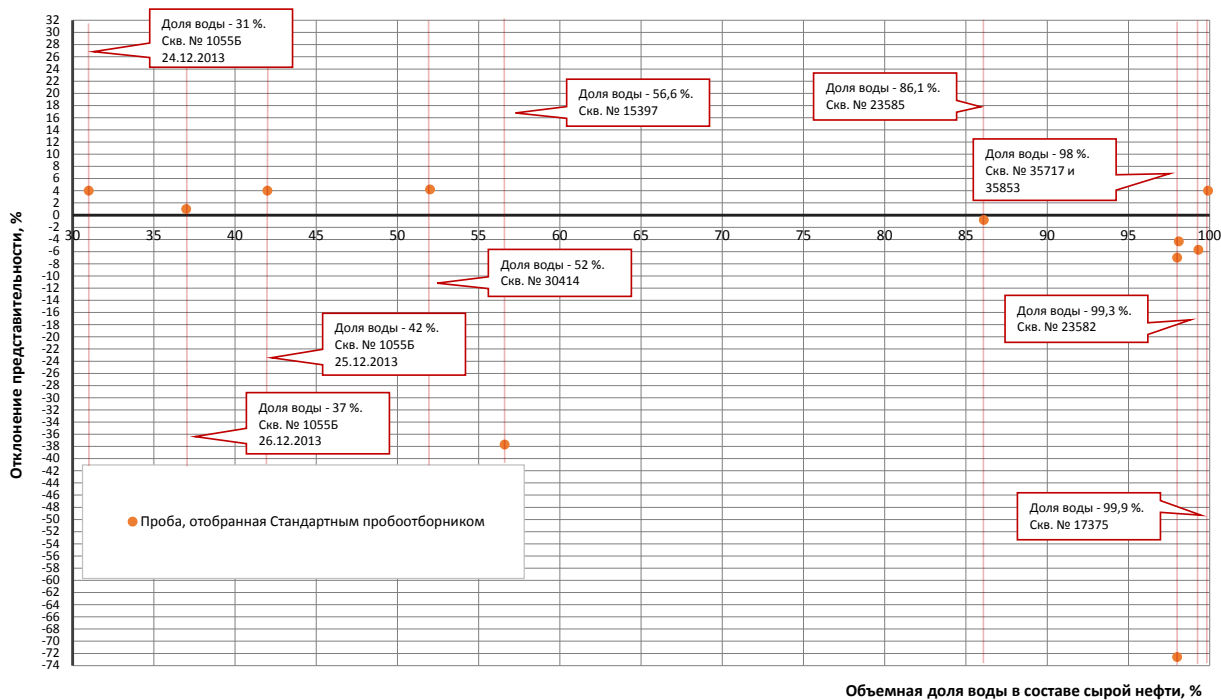 32
30
28
26
24
22
20
18
16
14
12
10
8
6
4
2
0
-2
-4
-6
-8
-10
-12
-14
-16
-18
-20
-22
-24
-26
-28
-30
-32
-34
-36
-38
-40
-42
-44
-46
-48
-50
-52
-54
-56
-58
-60
-62
-64
-66
-68
-70
-72
-74
Отклонение представительности, %
Доля воды - 31 %.
Скв. № 1055Б
24.12.2013
Доля воды - 56,6 %.
Скв. № 15397
Доля воды - 86,1 %.
Скв. № 23585
Доля воды - 98 %.
Скв. № 35717 и
35853
30 35 40 45 50 55 60 65 70 75 80 85 90 95 100
Доля воды - 52 %.
Скв. № 30414
Доля воды - 99,3 %.
Скв. № 23582
Доля воды - 42 %.
Скв. № 1055Б
25.12.2013
Доля воды - 37 %.
Скв. № 1055Б
26.12.2013
Доля воды - 99,9 %.
Скв. № 17375
Проба, отобранная Стандартным пробоотборником
Объемная доля воды в составе сырой нефти, %